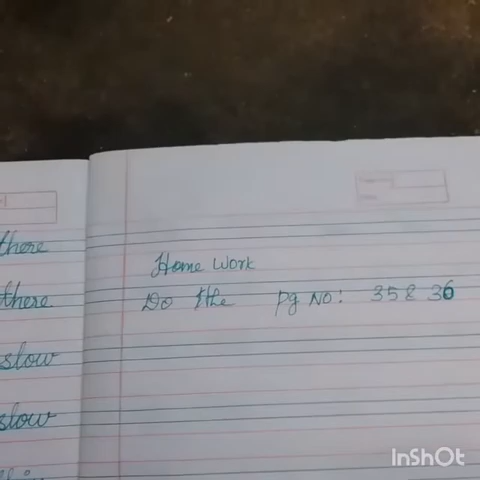 there
there
slow
slow
Home Work
Do the pg No: 35 & 36
InShOt